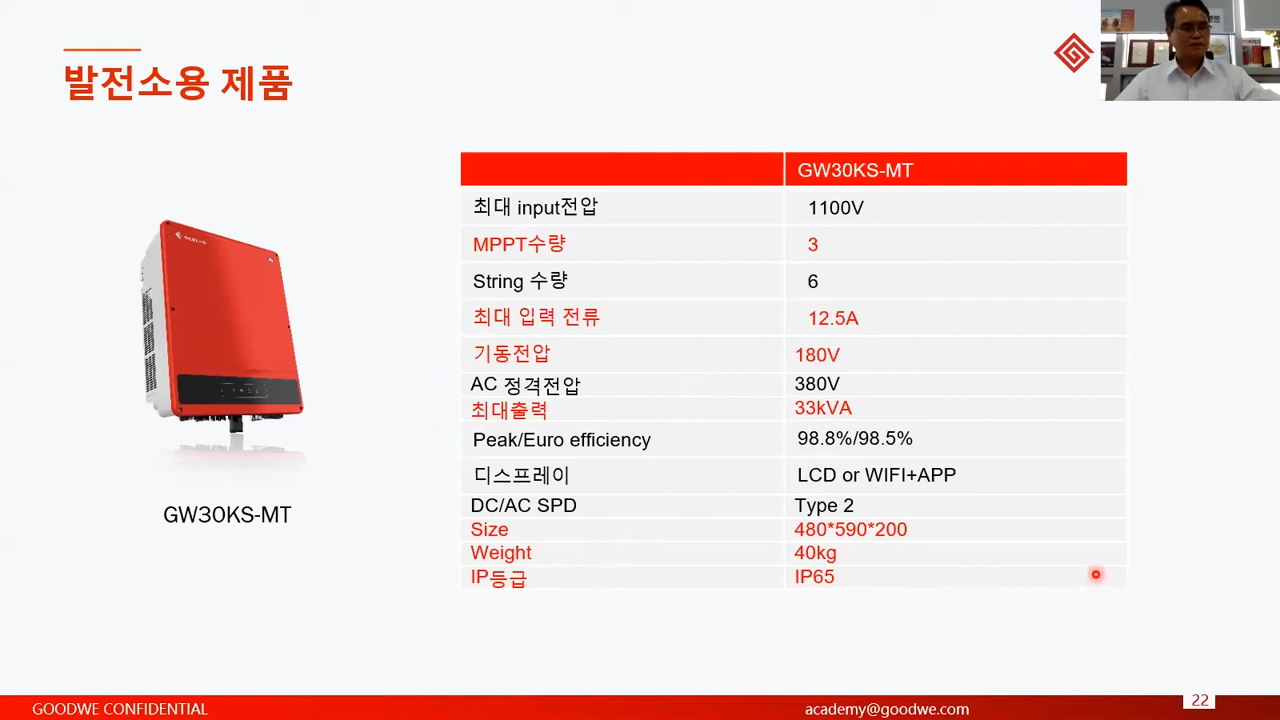 발전소용 제품
GW30KS-MT
최대 input전압 1100V
MPPT수량 3
String 수량 6
최대 입력 전류 12.5A
기동전압 180V
AC 정격전압 380V
최대출력 33kVA
Peak/Euro efficiency 98.8%/98.5%
디스프레이 LCD or WIFI+APP
DC/AC SPD Type 2
Size 480*590*200
Weight 40kg
IP등급 IP65
GW30KS-MT
GOODWE CONFIDENTIAL
academy@goodwe.com
22